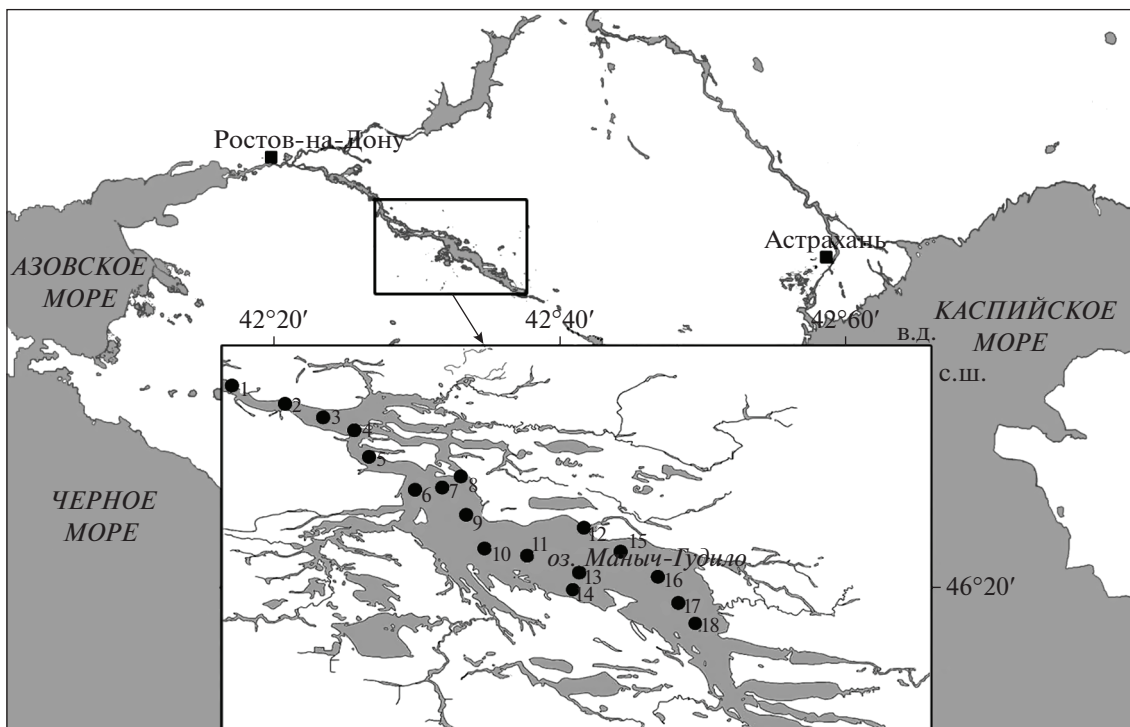 Ростов-на-Дону
Астрахань
АЗОВСКОЕ
МОРЕ
КАСПИЙСКОЕ
МОРЕ
42°20′
42°40′
42°60′
в.д.
с.ш.
ЧЕРНОЕ
МОРЕ
1
2
3
4
5
6
7
8
9
10
11
12
15
оз. Маныч-Гудило
13
14
16
46°20′
17
18